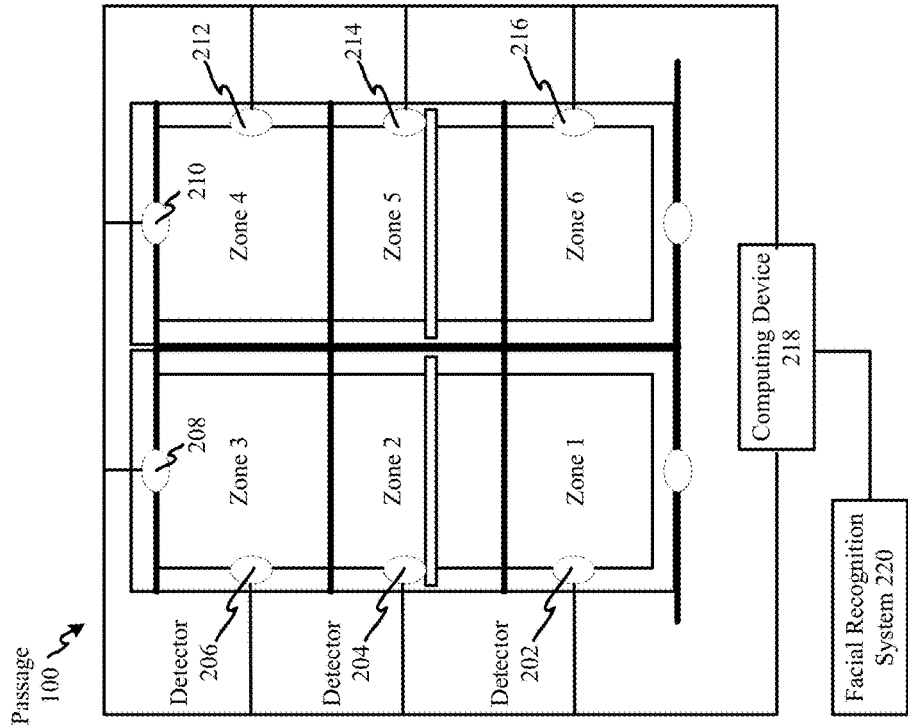 Passage
100
212
214
216
210
Zone 4
Zone 5
Zone 6
208
Zone 3
Zone 2
Zone 1
Detector
206
Detector
204
Detector
202
Computing Device
218
Facial Recognition
System 220